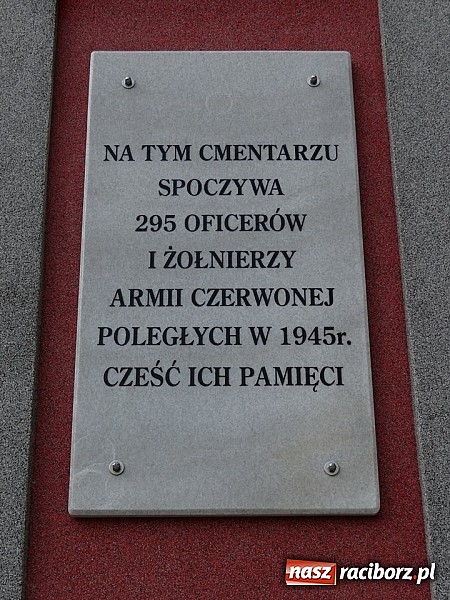 NA TYM CMENTARZU
SPOCZYWA
295 OFICERÓW
I ŻOŁNIERZY
ARMII CZERWONEJ
POLEGŁYCH W 1945r.
CZEŚĆ ICH PAMIĘCI
nasz raciborz.pl